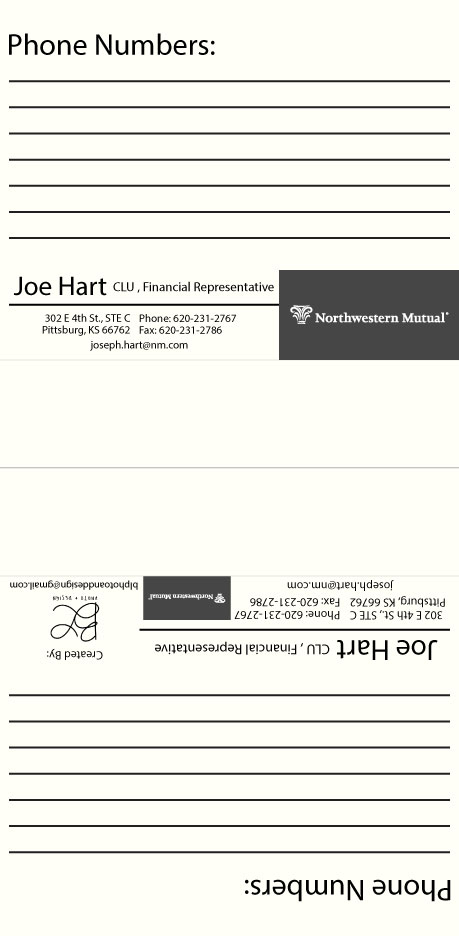 Phone Numbers:
Joe Hart CLU , Financial Representative
302 E 4th St., STE C Phone: 620-231-2767
Pittsburg, KS 66762 Fax: 620-231-2786
joseph.hart@nm.com
Northwestern Mutual®
Phone Numbers:
Joe Hart CLU , Financial Representative
302 E 4th St., STE C Phone: 620-231-2767
Pittsburg, KS 66762 Fax: 620-231-2786
joseph.hart@nm.com
Northwestern Mutual®
Created By:
PHOTO + DESIGN
blphotoanddesign@gmail.com